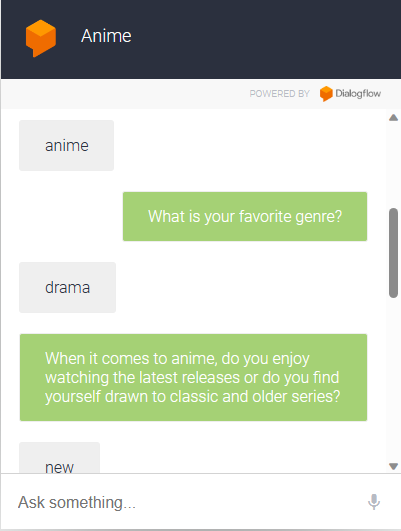 Anime
POWERED BY Dialogflow
anime
What is your favorite genre?
drama
When it comes to anime, do you enjoy
watching the latest releases or do you find
yourself drawn to classic and older series?
new
Ask something...